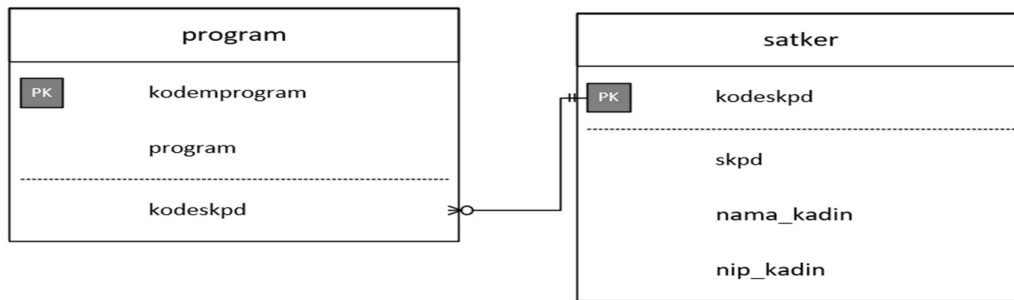 program
PK kodemprogram
program
kodeskpd
satker
PK kodeskpd
skpd
nama_kadin
nip_kadin